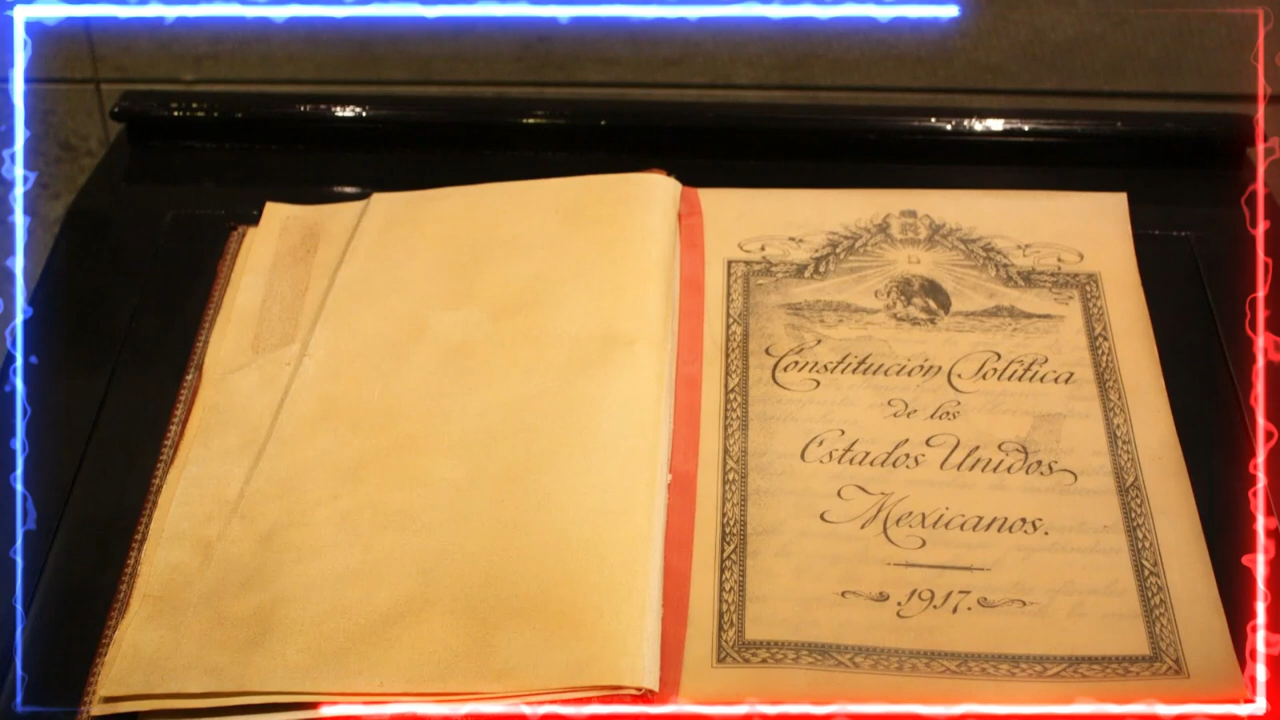 Constitución Política
de los
Estados Unidos
Mexicanos.
1917.